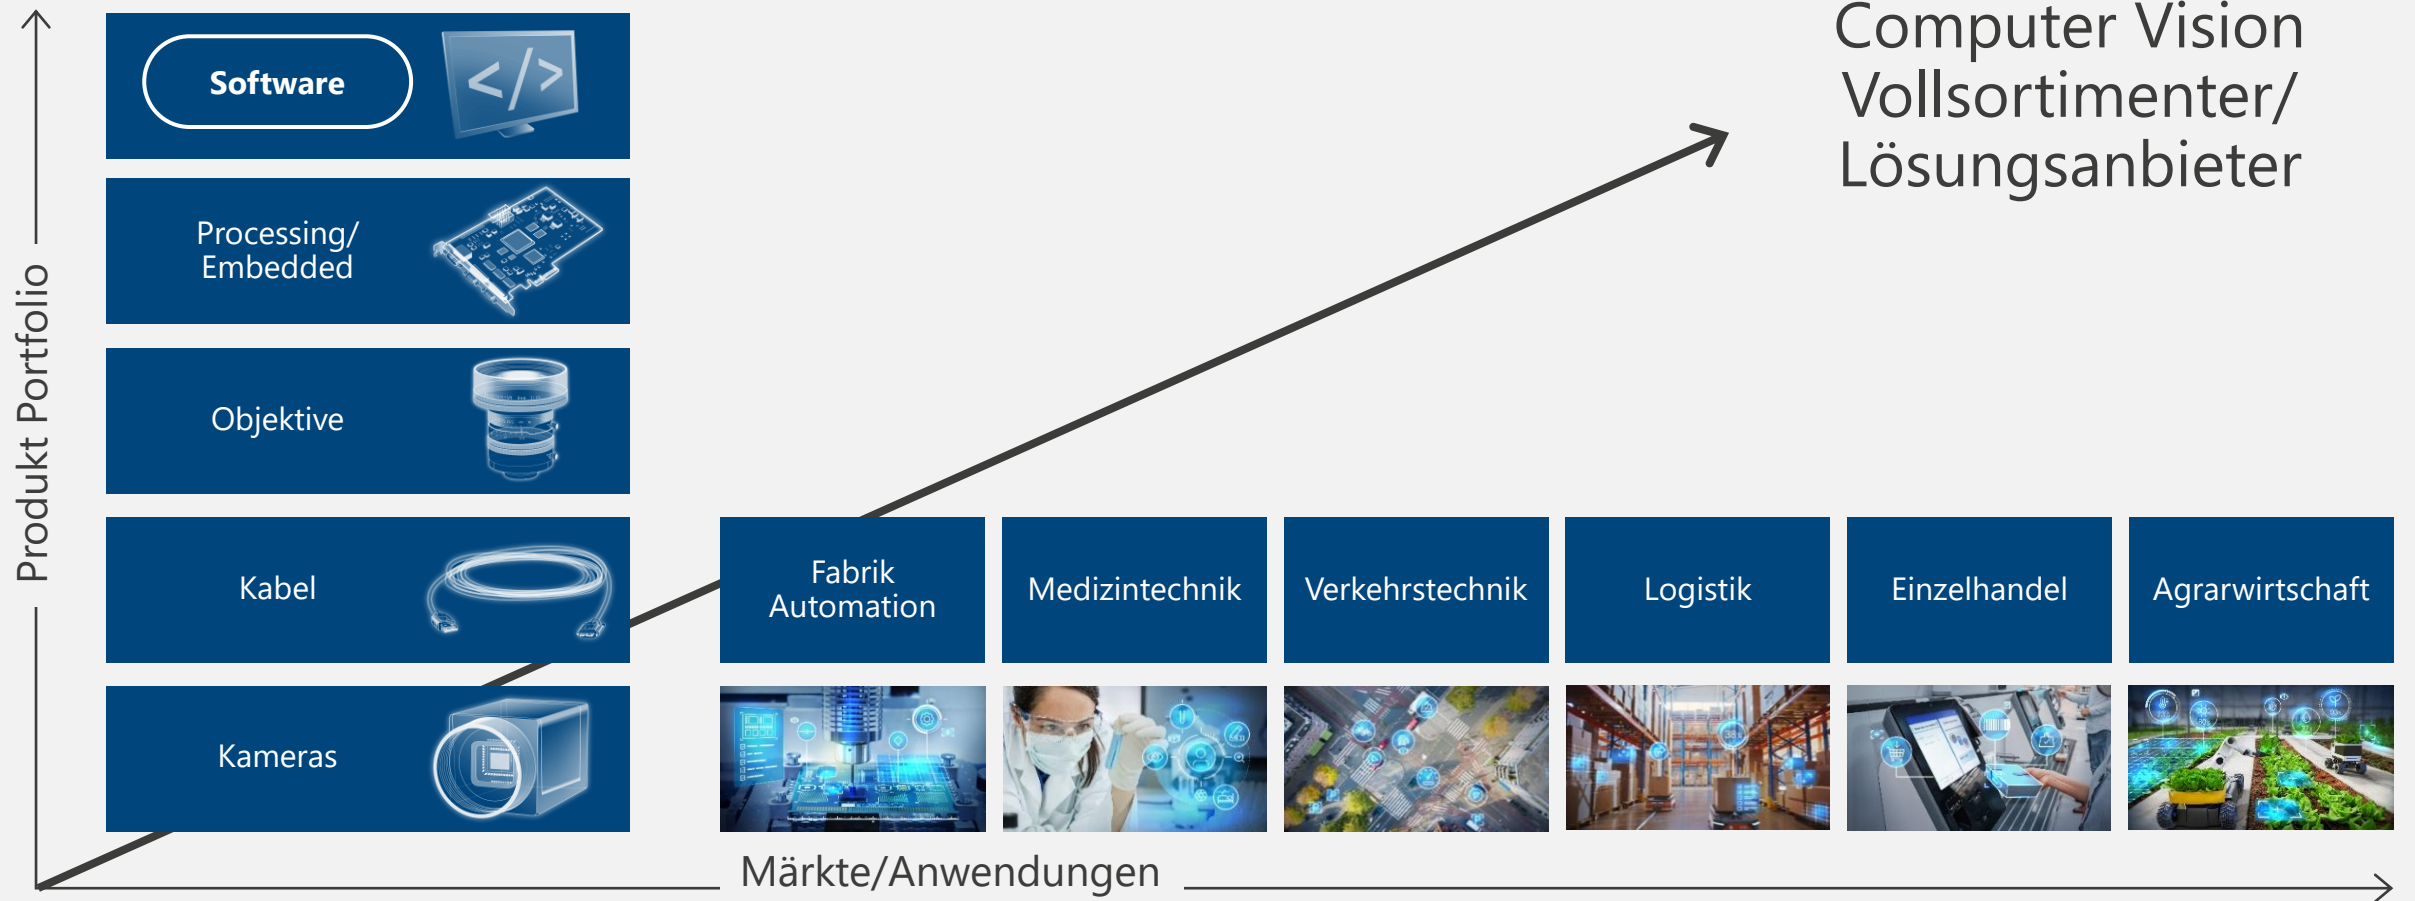 Computer Vision
Vollsortimenter/
Lösungsanbieter
Produkt Portfolio
Software
</>
Processing/
Embedded
Objektive
Kabel
Kameras
Fabrik
Automation
Medizintechnik
Verkehrstechnik
Logistik
Einzelhandel
Agrarwirtschaft
Märkte/Anwendungen